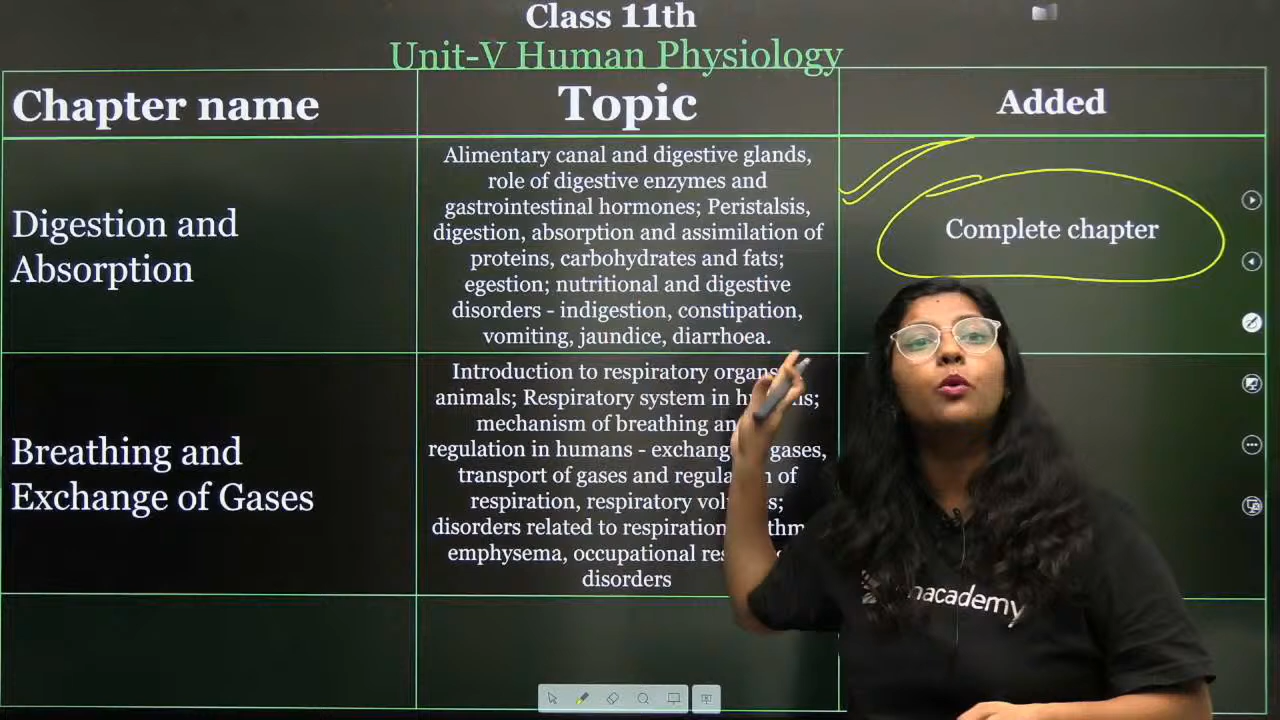 Class 11th
Unit-V Human Physiology
Chapter name
Topic
Added
Digestion and
Absorption
Alimentary canal and digestive glands,
role of digestive enzymes and
gastrointestinal hormones; Peristalsis,
digestion, absorption and assimilation of
proteins, carbohydrates and fats;
egestion; nutritional and digestive
disorders - indigestion, constipation,
vomiting, jaundice, diarrhoea.
Complete chapter
Breathing and
Exchange of Gases
Introduction to respiratory organs
animals; Respiratory system in
mechanism of breathing
regulation in humans - exchange gases,
transport of gases and of
respiration, respiratory
disorders related to respiration
emphysema, occupational
disorders
nacademy